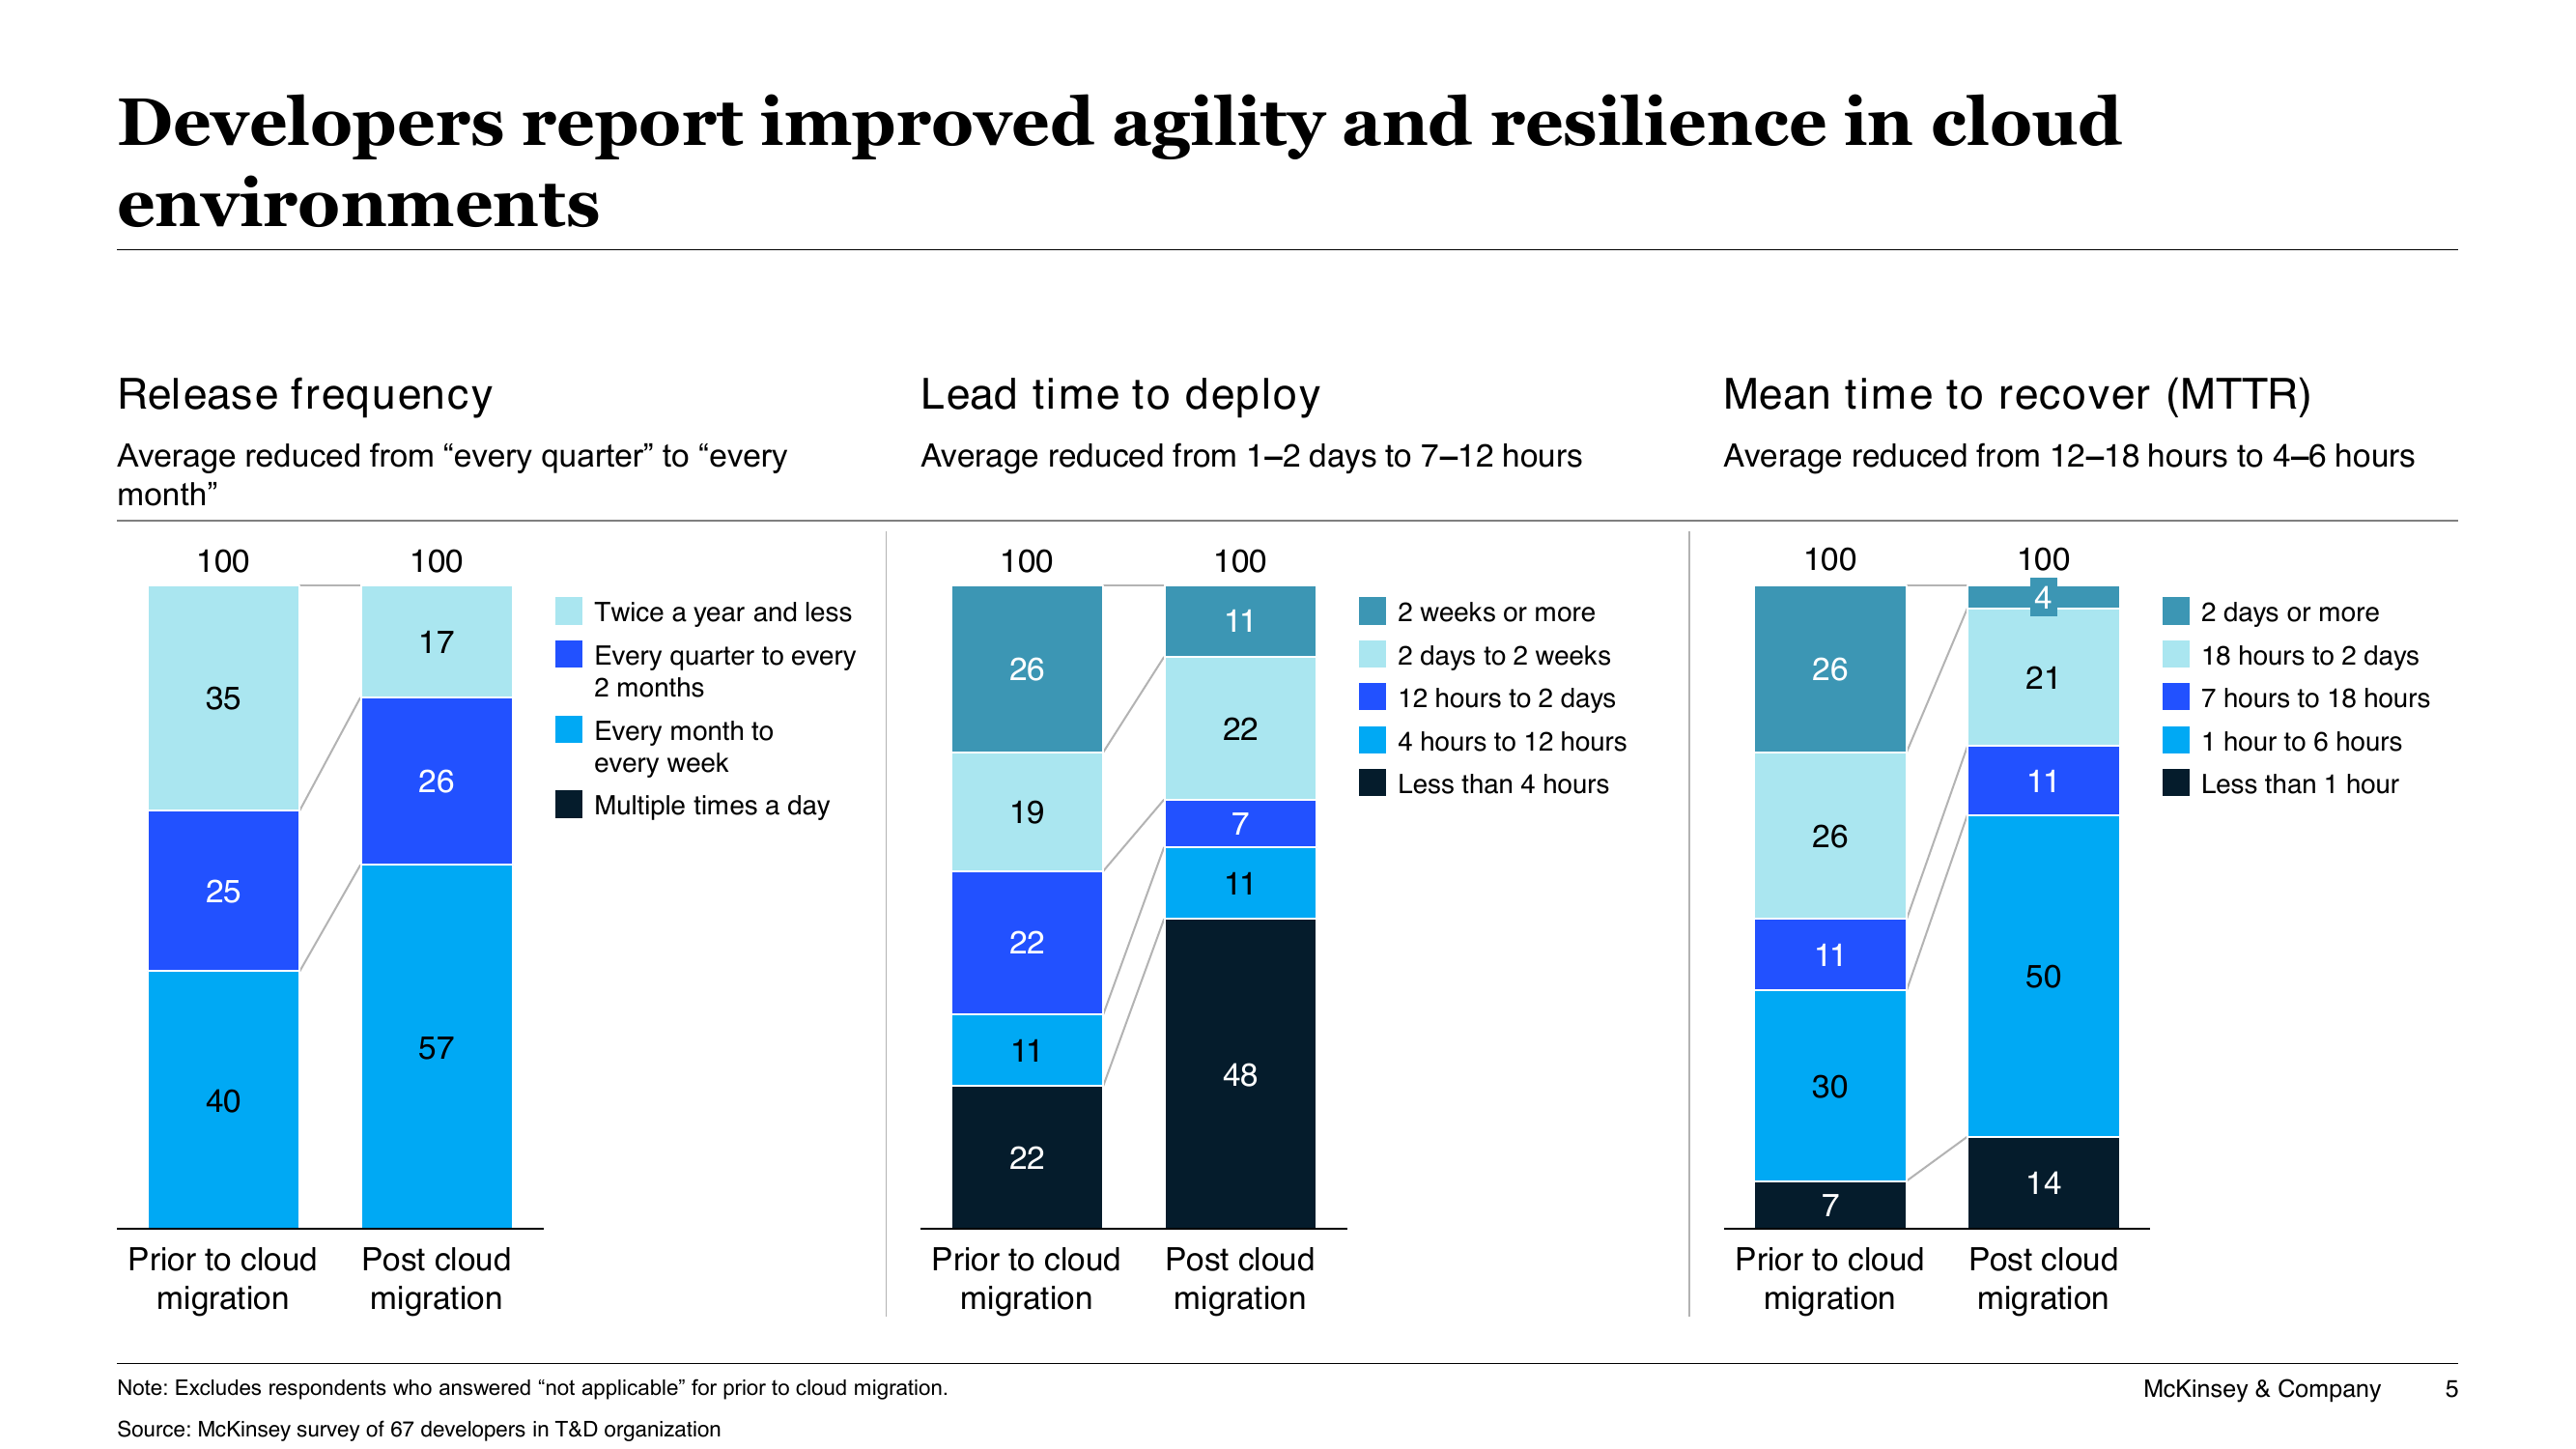 Developers report improved agility and resilience in cloud
environments
Release frequency
Average reduced from “every quarter” to “every
month”
100
100
35
25
40
17
26
57
Twice a year and less
Every quarter to every
2 months
Every month to
every week
Multiple times a day
Prior to cloud
migration
Post cloud
migration
Lead time to deploy
Average reduced from 1–2 days to 7–12 hours
100
100
26
19
22
11
22
11
22
7
11
48
2 weeks or more
2 days to 2 weeks
12 hours to 2 days
4 hours to 12 hours
Less than 4 hours
Prior to cloud
migration
Post cloud
migration
Mean time to recover (MTTR)
Average reduced from 12–18 hours to 4–6 hours
100
100
26
26
11
30
7
4
21
11
50
14
2 days or more
18 hours to 2 days
7 hours to 18 hours
1 hour to 6 hours
Less than 1 hour
Prior to cloud
migration
Post cloud
migration
Note: Excludes respondents who answered “not applicable” for prior to cloud migration.
Source: McKinsey survey of 67 developers in T&D organization
McKinsey & Company 5